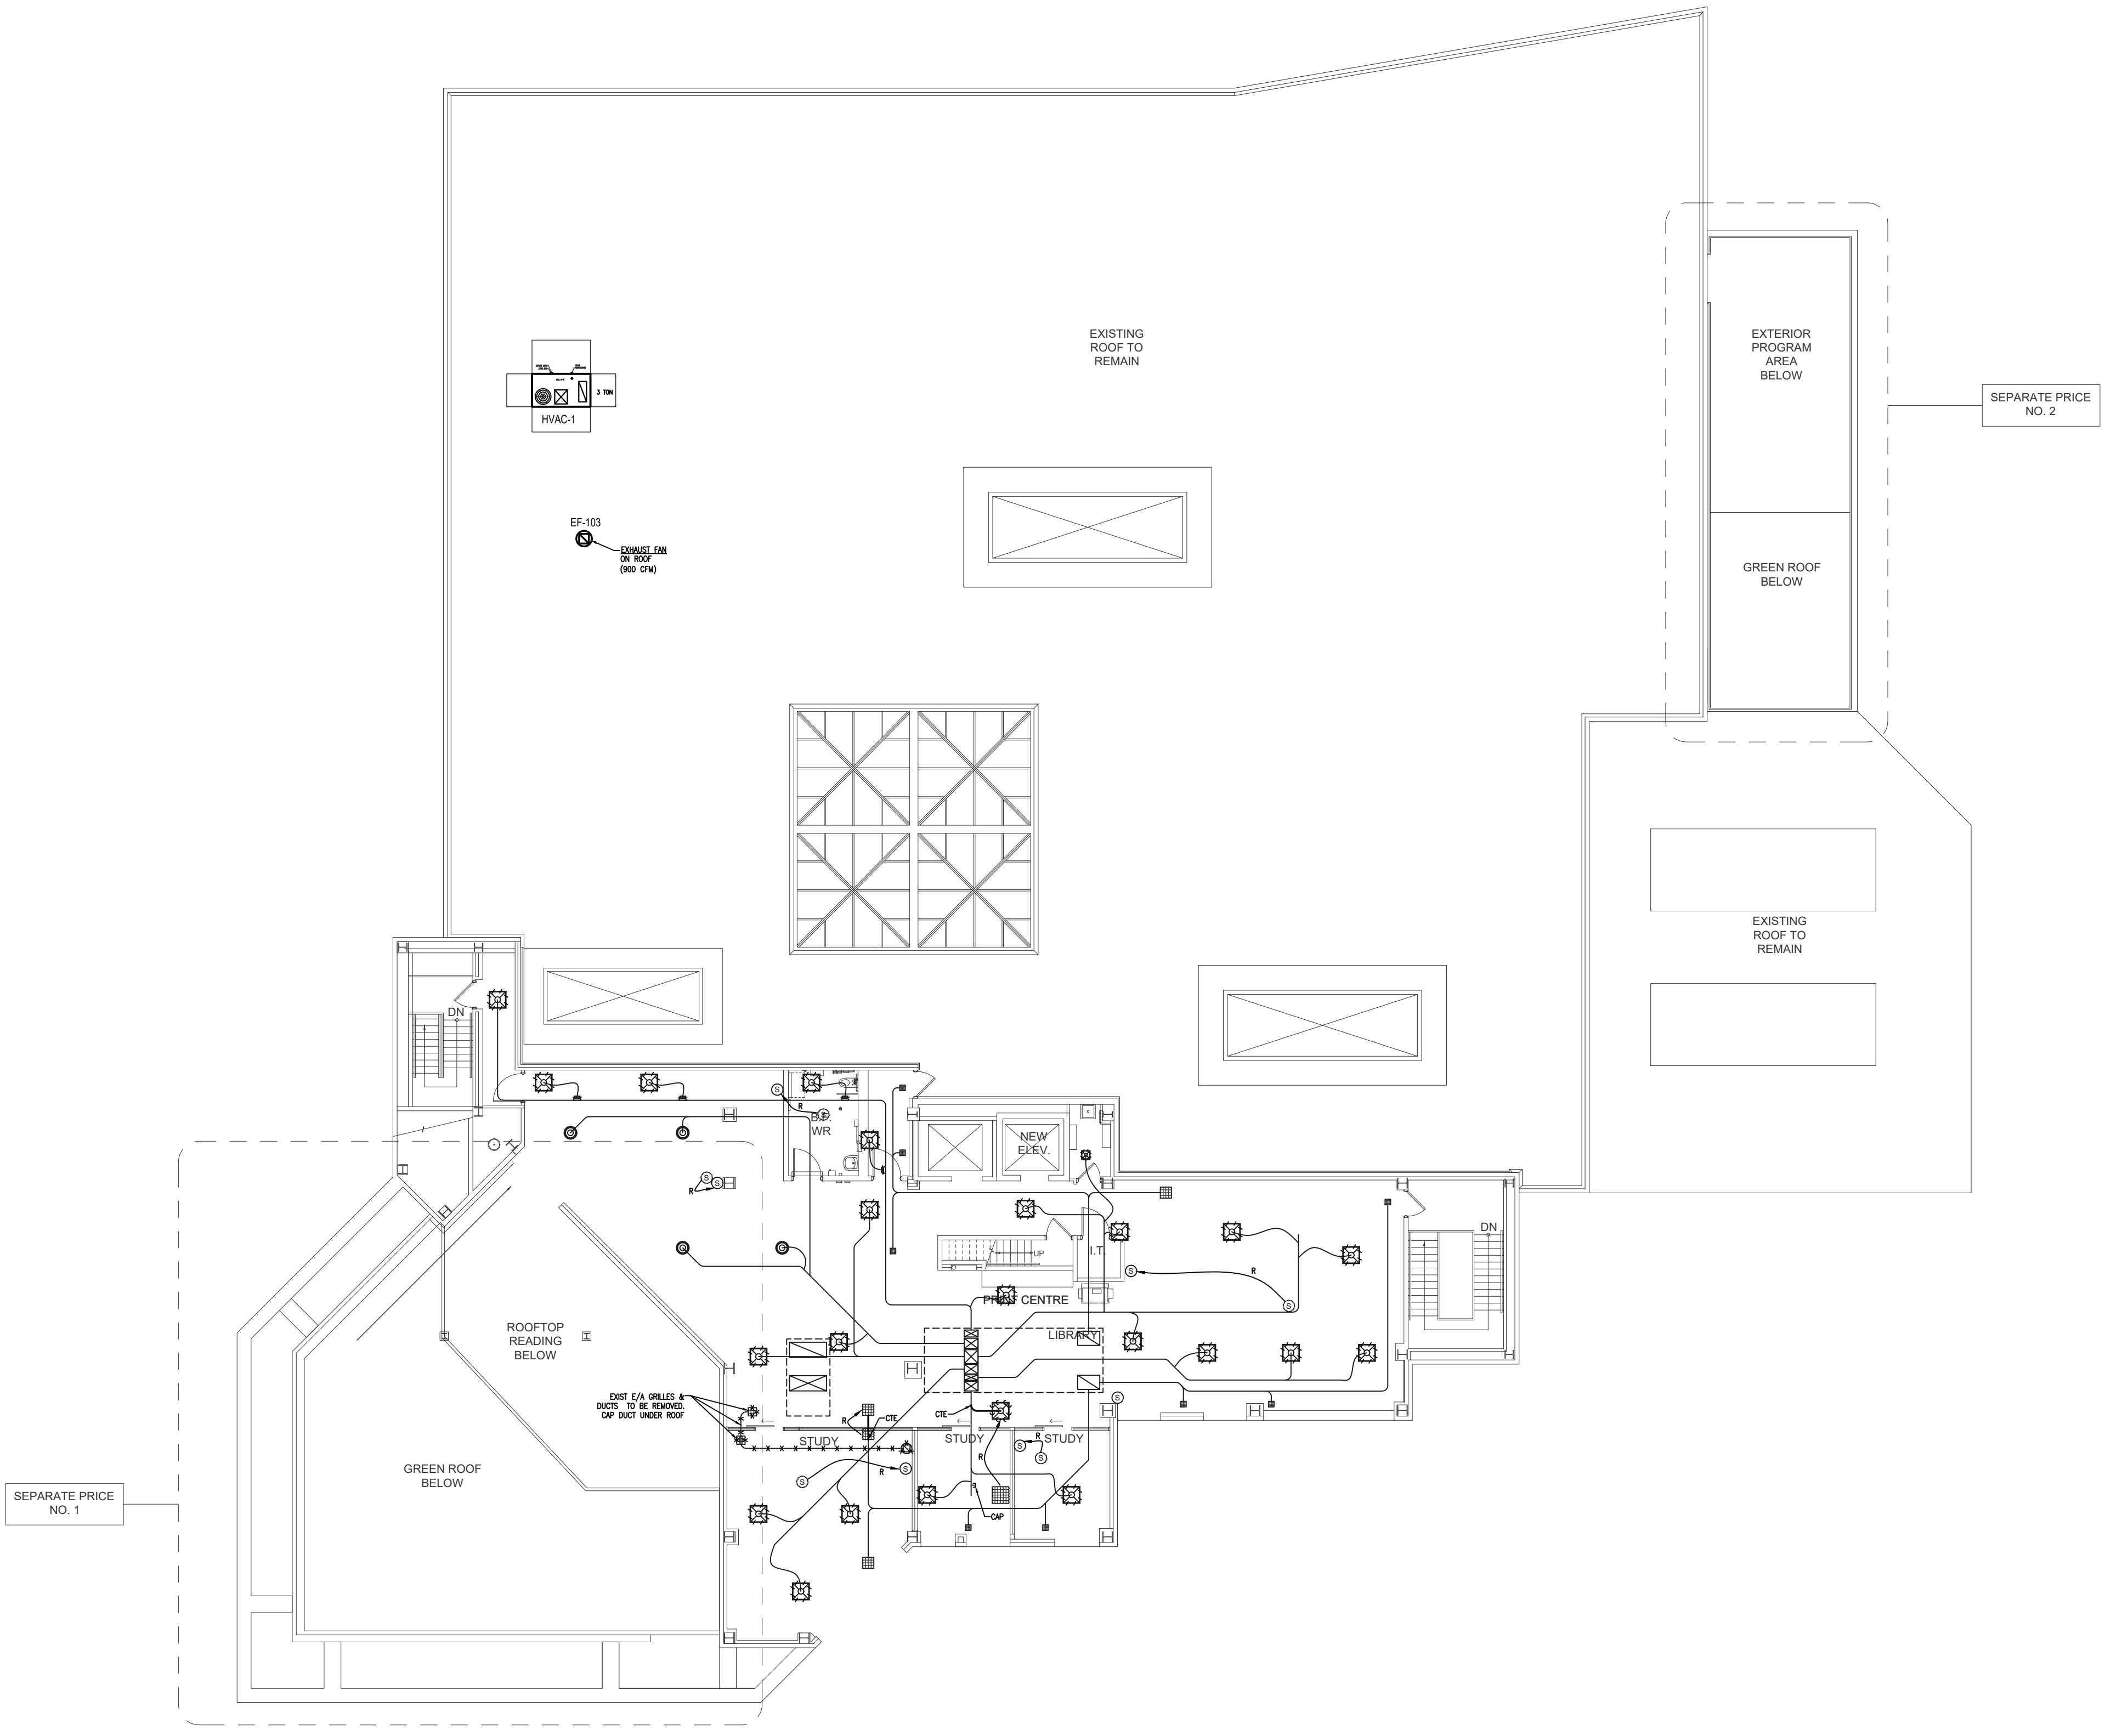 EXISTING
ROOF TO
REMAIN
EXTERIOR
PROGRAM
AREA
BELOW
SEPARATE PRICE
NO. 2
3 TON
HVAC-1
EF-103
EXHAUST FAN
ON ROOF
(900 CFM)
GREEN ROOF
BELOW
EXISTING
ROOF TO
REMAIN
DN
S
R
S
B.F.
WR
NEW
ELEV.
S
S
R
DN
UP
I.T.
S
R
S
PRINT CENTRE
LIBRARY
ROOFTOP
READING
BELOW
EXIST E/A GRILLES &
DUCTS TO BE REMOVED.
CAP DUCT UNDER ROOF
R
CTE
CTE
S
STUDY
STUDY
STUDY
R
S
S
R
S
R
S
GREEN ROOF
BELOW
CAP
SEPARATE PRICE
NO. 1